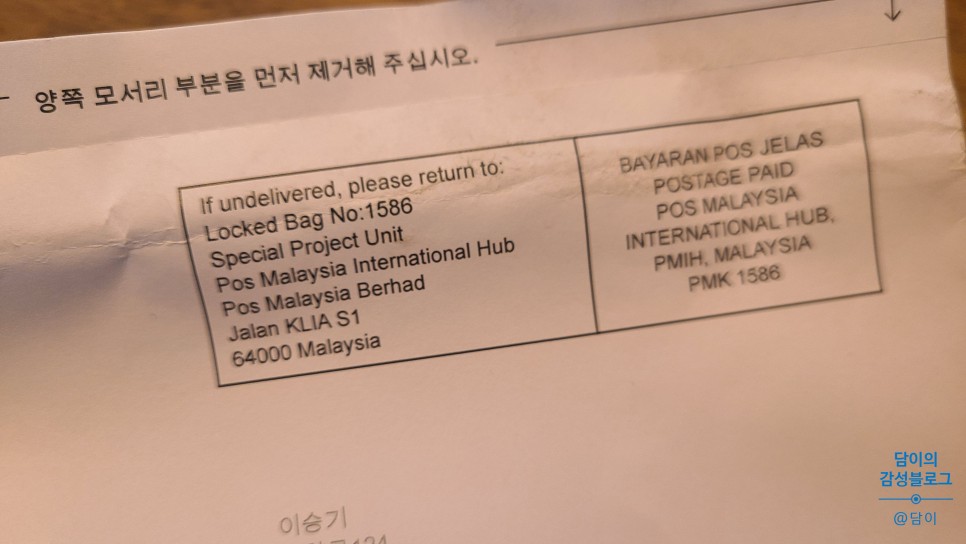 양쪽 모서리 부분을 먼저 제거해 주십시오.
If undelivered, please return to:
Locked Bag No:1586
Special Project Unit
Pos Malaysia International Hub
Pos Malaysia Berhad
Jalan KLIA S1
64000 Malaysia
BAYARAN POS JELAS
POSTAGE PAID
POS MALAYSIA
INTERNATIONAL HUB,
PMIH, MALAYSIA
PMK 1586
이승기
담이의
감성블로그
@담이